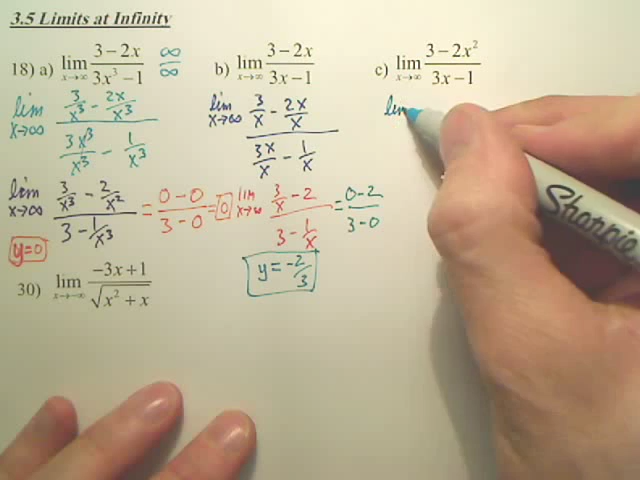 3.5 Limits at Infinity
18) a) lim x→∞ (3 − 2x)/(3x³ − 1) ∞/∞
lim x→∞ (3/x³ − 2x/x³)/(3x³/x³ − 1/x³)
lim x→∞ (3/x³ − 2/x²)/(3 − 1/x³) = (0 − 0)/(3 − 0) = 0
y=0
b) lim x→∞ (3 − 2x)/(3x − 1)
lim x→∞ (3/x − 2x/x)/(3x/x − 1/x)
lim x→∞ (3/x − 2)/(3 − 1/x) = (0 − 2)/(3 − 0)
y = −2/3
c) lim x→∞ (3 − 2x²)/(3x − 1)
lim
30) lim x→−∞ (−3x + 1)/√(x² + x)
Sharpie